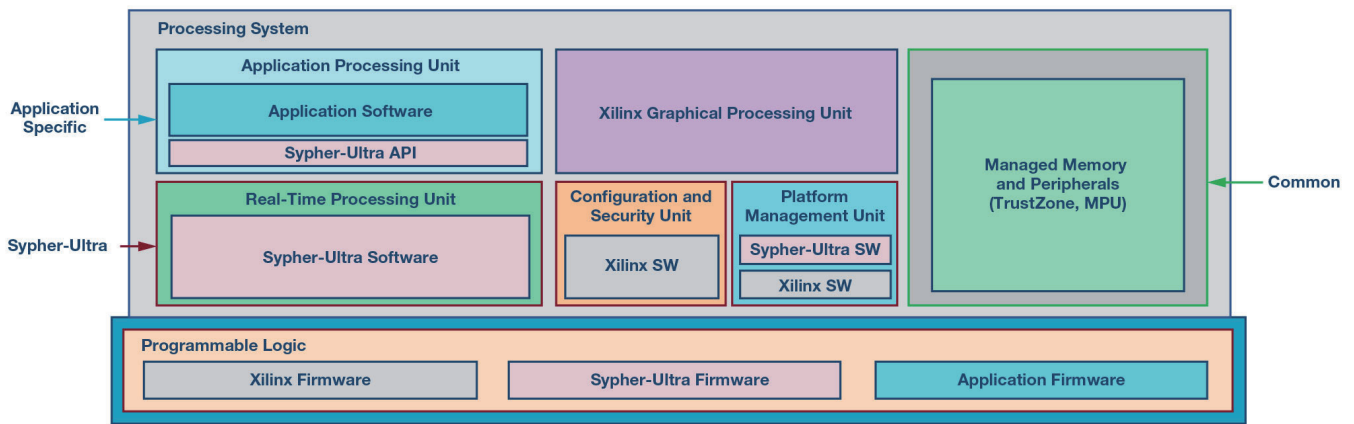 Processing System
Application Processing Unit
Application Software
Sypher-Ultra API
Xilinx Graphical Processing Unit
Managed Memory
and Peripherals
(TrustZone, MPU)
Application
Specific
Common
Real-Time Processing Unit
Sypher-Ultra Software
Sypher-Ultra
Configuration and
Security Unit
Xilinx SW
Platform
Management Unit
Sypher-Ultra SW
Xilinx SW
Programmable Logic
Xilinx Firmware
Sypher-Ultra Firmware
Application Firmware